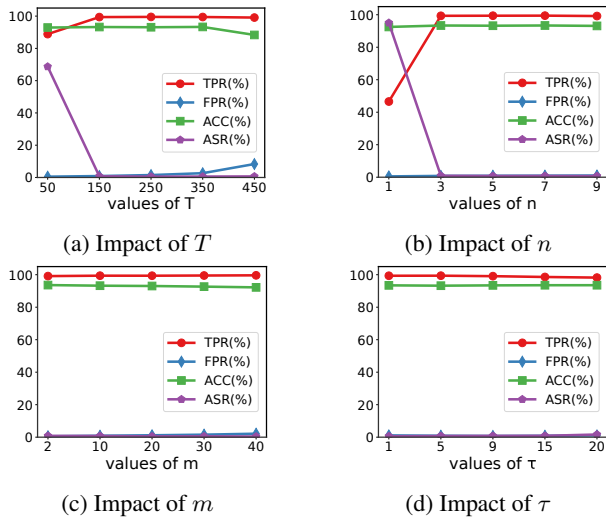 100
80
60
40
20
0
TPR(%)
FPR(%)
ACC(%)
ASR(%)
50 150 250 350 450
values of T
(a) Impact of T
100
80
60
40
20
0
TPR(%)
FPR(%)
ACC(%)
ASR(%)
1 3 5 7 9
values of n
(b) Impact of n
100
80
60
40
20
0
TPR(%)
FPR(%)
ACC(%)
ASR(%)
2 10 20 30 40
values of m
(c) Impact of m
100
80
60
40
20
0
TPR(%)
FPR(%)
ACC(%)
ASR(%)
1 5 9 15 20
values of τ
(d) Impact of τ